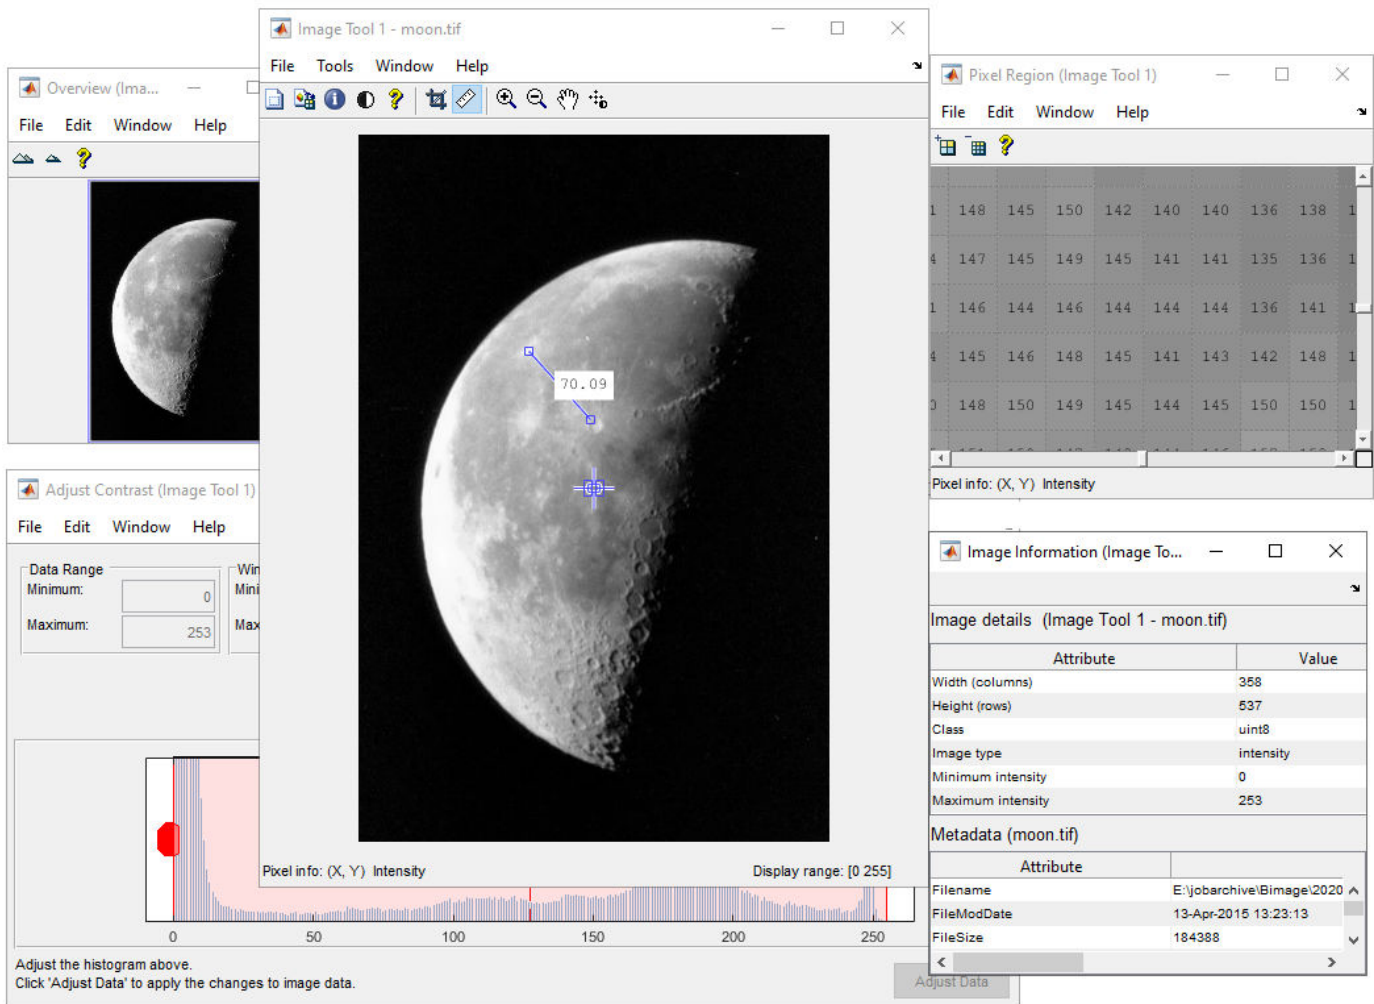 Image Tool 1 - moon.tif
File Tools Window Help
70.09
Pixel info: (X, Y) Intensity
Display range: [0 255]
Overview (Ima...
File Edit Window Help
Pixel Region (Image Tool 1)
File Edit Window Help
148 145 150 142 140 140 136 138
147 145 149 145 141 141 135 136
146 144 146 144 144 144 136 141
145 146 148 145 141 143 142 148
148 150 149 145 144 145 150 150
Pixel info: (X, Y) Intensity
Adjust Contrast (Image Tool 1)
File Edit Window Help
Data Range
Minimum: 0
Maximum: 253
Win
Mini
Max
0 50 100 150 200 250
Adjust the histogram above.
Click 'Adjust Data' to apply the changes to image data.
Adjust Data
Image Information (Image To...
Image details (Image Tool 1 - moon.tif)
Attribute Value
Width (columns) 358
Height (rows) 537
Class uint8
Image type intensity
Minimum intensity 0
Maximum intensity 253
Metadata (moon.tif)
Attribute
Filename E:\jobarchive\Bimage\2020
FileModDate 13-Apr-2015 13:23:13
FileSize 184388